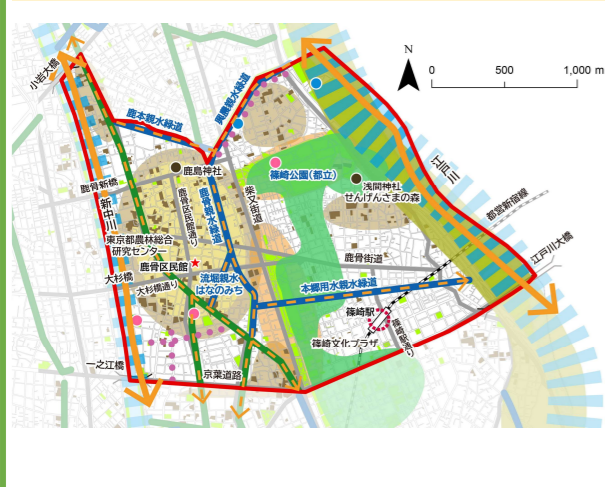 小岩大橋
鹿本親水緑道
興農親水緑道
N
0
500
1,000 m
江戸川
鹿島神社
篠崎公園(都立)
浅間神社
せんげんさまの森
都営新宿線
鹿骨新橋
新中川
鹿骨区民館通り
鹿骨親水緑道
柴又街道
江戸川大橋
東京都農林総合
研究センター
鹿骨街道
鹿骨区民館
大杉橋
大杉橋通り
流堀親水
はなのみち
本郷用水親水緑道
篠崎駅
篠崎駅通り
篠崎文化プラザ
一之江橋
京葉道路